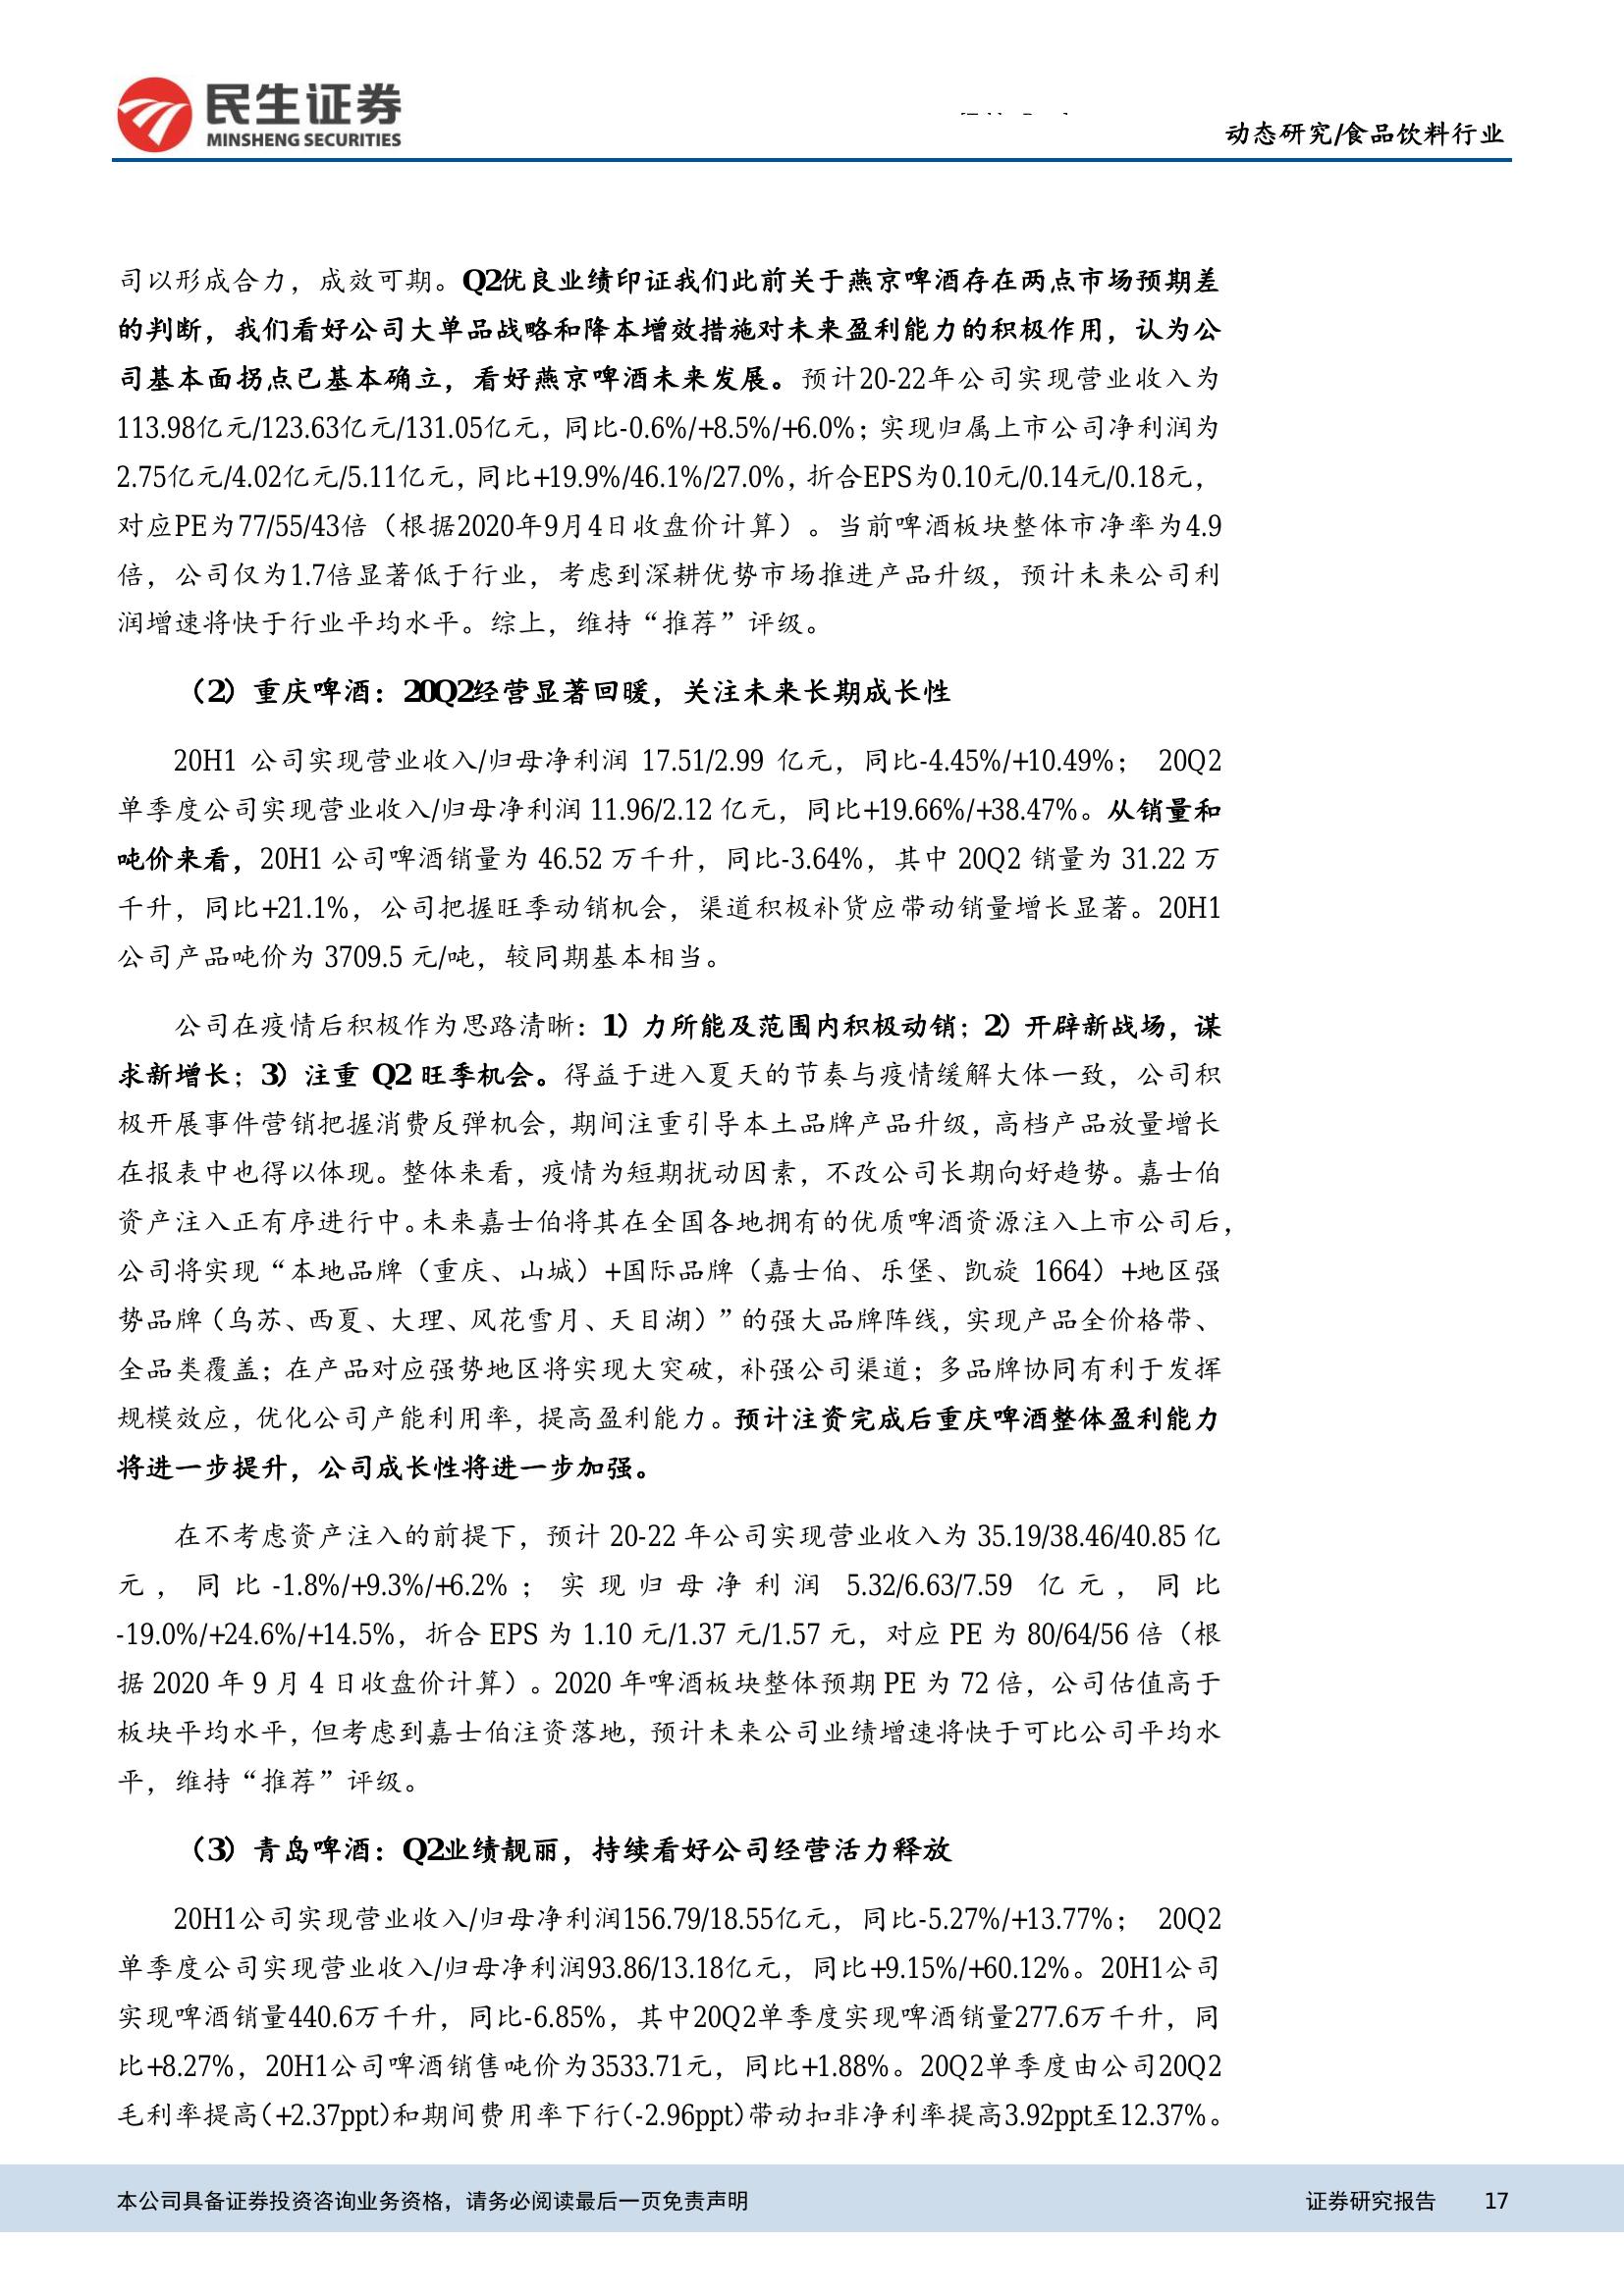 民生证券
MINSHENG SECURITIES
动态研究/食品饮料行业
司以形成合力，成效可期。Q2优良业绩印证我们此前关于燕京啤酒存在两点市场预期差
的判断，我们看好公司大单品战略和降本增效措施对未来盈利能力的积极作用，认为公
司基本面拐点已基本确立，看好燕京啤酒未来发展。预计20-22年公司实现营业收入为
113.98亿元/123.63亿元/131.05亿元，同比-0.6%/+8.5%/+6.0%；实现归属上市公司净利润为
2.75亿元/4.02亿元/5.11亿元，同比+19.9%/46.1%/27.0%，折合EPS为0.10元/0.14元/0.18元，
对应PE为77/55/43倍（根据2020年9月4日收盘价计算）。当前啤酒板块整体市净率为4.9
倍，公司仅为1.7倍显著低于行业，考虑到深耕优势市场推进产品升级，预计未来公司利
润增速将快于行业平均水平。综上，维持“推荐”评级。
（2）重庆啤酒：20Q2经营显著回暖，关注未来长期成长性
20H1 公司实现营业收入/归母净利润 17.51/2.99 亿元，同比-4.45%/+10.49%； 20Q2
单季度公司实现营业收入/归母净利润 11.96/2.12 亿元，同比+19.66%/+38.47%。从销量和
吨价来看，20H1 公司啤酒销量为 46.52 万千升，同比-3.64%，其中 20Q2 销量为 31.22 万
千升，同比+21.1%，公司把握旺季动销机会，渠道积极补货应带动销量增长显著。20H1
公司产品吨价为 3709.5 元/吨，较同期基本相当。
公司在疫情后积极作为思路清晰：1）力所能及范围内积极动销；2）开辟新战场，谋
求新增长；3）注重 Q2 旺季机会。得益于进入夏天的节奏与疫情缓解大体一致，公司积
极开展事件营销把握消费反弹机会，期间注重引导本土品牌产品升级，高档产品放量增长
在报表中也得以体现。整体来看，疫情为短期扰动因素，不改公司长期向好趋势。嘉士伯
资产注入正有序进行中。未来嘉士伯将其在全国各地拥有的优质啤酒资源注入上市公司后，
公司将实现“本地品牌（重庆、山城）+国际品牌（嘉士伯、乐堡、凯旋 1664）+地区强
势品牌（乌苏、西夏、大理、风花雪月、天目湖）”的强大品牌阵线，实现产品全价格带、
全品类覆盖；在产品对应强势地区将实现大突破，补强公司渠道；多品牌协同有利于发挥
规模效应，优化公司产能利用率，提高盈利能力。预计注资完成后重庆啤酒整体盈利能力
将进一步提升，公司成长性将进一步加强。
在不考虑资产注入的前提下，预计 20-22 年公司实现营业收入为 35.19/38.46/40.85 亿
元，同比-1.8%/+9.3%/+6.2%；实现归母净利润 5.32/6.63/7.59 亿元，同比
-19.0%/+24.6%/+14.5%，折合 EPS 为 1.10 元/1.37 元/1.57 元，对应 PE 为 80/64/56 倍（根
据 2020 年 9 月 4 日收盘价计算）。2020 年啤酒板块整体预期 PE 为 72 倍，公司估值高于
板块平均水平，但考虑到嘉士伯注资落地，预计未来公司业绩增速将快于可比公司平均水
平，维持“推荐”评级。
（3）青岛啤酒：Q2业绩靓丽，持续看好公司经营活力释放
20H1公司实现营业收入/归母净利润156.79/18.55亿元，同比-5.27%/+13.77%； 20Q2
单季度公司实现营业收入/归母净利润93.86/13.18亿元，同比+9.15%/+60.12%。20H1公司
实现啤酒销量440.6万千升，同比-6.85%，其中20Q2单季度实现啤酒销量277.6万千升，同
比+8.27%，20H1公司啤酒销售吨价为3533.71元，同比+1.88%。20Q2单季度由公司20Q2
毛利率提高(+2.37ppt)和期间费用率下行(-2.96ppt)带动扣非净利率提高3.92ppt至12.37%。
本公司具备证券投资咨询业务资格，请务必阅读最后一页免责声明
证券研究报告 17